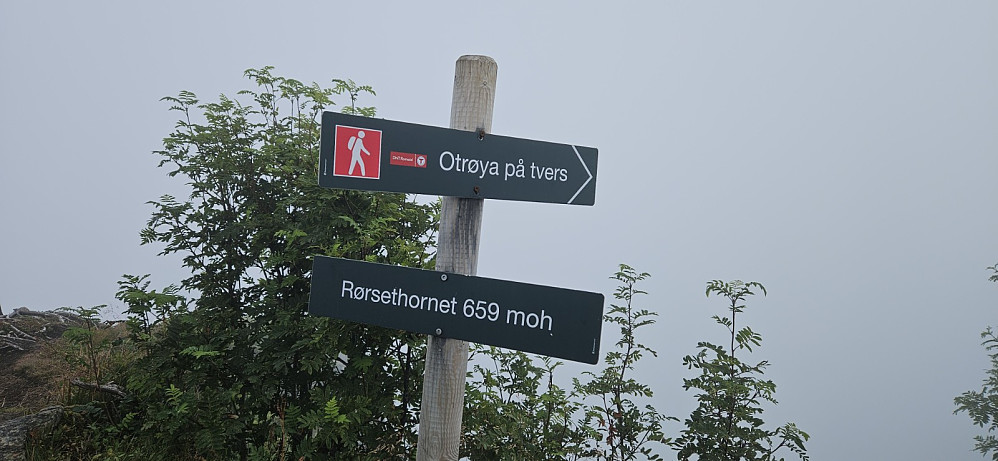 Otrøya på tvers
Rørsethornet 659 moh